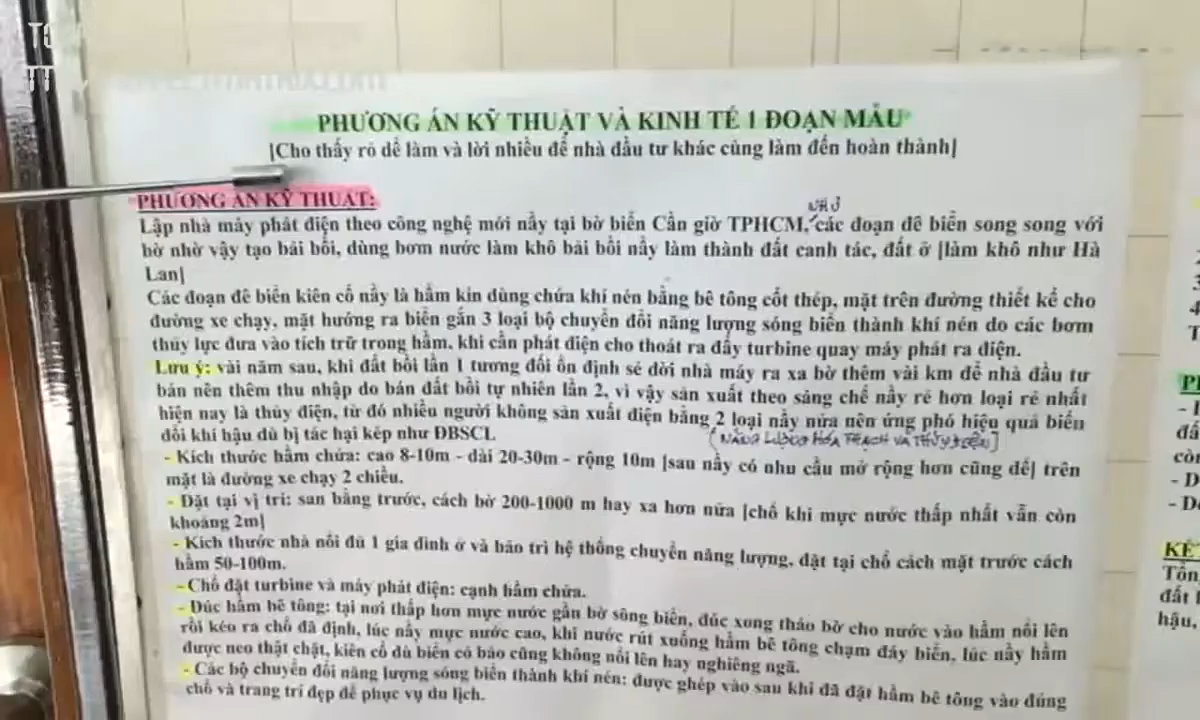 PHƯƠNG ÁN KỸ THUẬT VÀ KINH TẾ 1 ĐOẠN MẪU
[Cho thấy rỏ dể làm và lời nhiều để nhà đầu tư khác cùng làm đến hoàn thành]
PHƯƠNG ÁN KỸ THUẬT:
NHỜ
Lập nhà máy phát điện theo công nghệ mới nầy tại bờ biển Cần giờ TPHCM, các đoạn đê biển song song với
bờ nhờ vậy tạo bãi bồi, dùng bơm nước làm khô bãi bồi nầy làm thành đất canh tác, đất ở [làm khô như Hà
Lan]
Các đoạn đê biển kiên cố nầy là hầm kín dùng chứa khí nén bằng bê tông cốt thép, mặt trên đường thiết kế cho
đường xe chạy, mặt hướng ra biển gắn 3 loại bộ chuyển đổi năng lượng sóng biển thành khí nén do các bơm
thủy lực đưa vào tích trữ trong hầm, khi cần phát điện cho thoát ra đẩy turbine quay máy phát ra điện.
Lưu ý: vài năm sau, khi đất bồi lần 1 tương đối ổn định sẽ dời nhà máy ra xa bờ thêm vài km để nhà đầu tư
bán nên thêm thu nhập do bán đất bồi tự nhiên lần 2, vì vậy sản xuất theo sáng chế nầy rẻ hơn loại rẻ nhất
hiện nay là thủy điện, từ đó nhiều người không sản xuất điện bằng 2 loại nầy nữa nên ứng phó hiệu quả biến
đổi khí hậu dù bị tác hại kép như ĐBSCL
[NĂNG LƯỢNG HÓA THẠCH VÀ THỦY ĐIỆN]
- Kích thước hầm chứa: cao 8-10m - dài 20-30m - rộng 10m [sau nầy có nhu cầu mở rộng hơn cũng dể] trên
mặt là đường xe chạy 2 chiều.
- Đặt tại vị trí: san bằng trước, cách bờ 200-1000 m hay xa hơn nữa [chổ khi mực nước thấp nhất vẫn còn
khoảng 2m]
- Kích thước nhà nổi đủ 1 gia đình ở và bảo trì hệ thống chuyển năng lượng, đặt tại chổ cách mặt trước cách
hầm 50-100m.
- Chổ đặt turbine và máy phát điện: cạnh hầm chứa.
- Đúc hầm bê tông: tại nơi thấp hơn mực nước gần bờ sông biển, đúc xong tháo bờ cho nước vào hầm nổi lên
rồi kéo ra chổ đã định, lúc nầy mực nước cao, khi nước rút xuống hầm bê tông chạm đáy biển, lúc nầy hầm
được neo thật chặt, kiên cố dù biển có bão cũng không nổi lên hay nghiêng ngã.
- Các bộ chuyển đổi năng lượng sóng biển thành khí nén: được ghép vào sau khi đã đặt hầm bê tông vào đúng
chổ và trang trí đẹp để phục vụ du lịch.